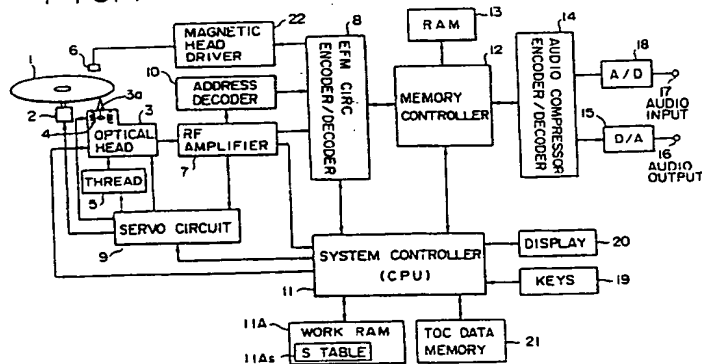 22
MAGNETIC
HEAD
DRIVER
8
EFM CIRC
ENCODER/DECODER
13
RAM
12
MEMORY
CONTROLLER
14
AUDIO COMPRESSOR
ENCODER/DECODER
18
A/D
17
AUDIO
INPUT
15
D/A
16
AUDIO
OUTPUT
6
1
10
ADDRESS
DECODER
3a
2
3
4
OPTICAL
HEAD
RF
AMPLIFIER
7
THREAD
5
SERVO CIRCUIT
9
SYSTEM CONTROLLER
(CPU)
11
DISPLAY
20
KEYS
19
11A
WORK RAM
11As
S TABLE
TOC DATA
MEMORY
21